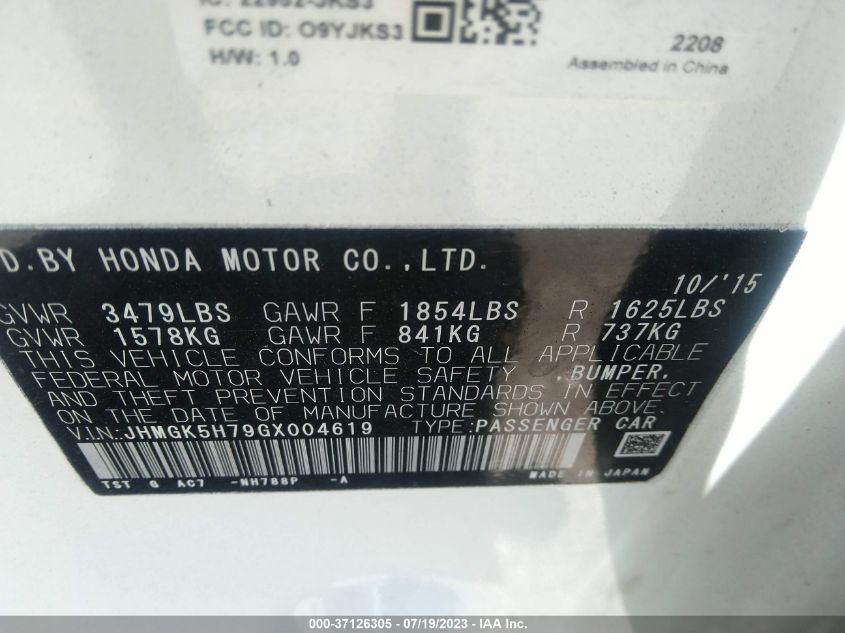 IC: 22962-JKS3
FCC ID: O9YJKS3
H/W: 1.0
2208
Assembled in China
D.BY HONDA MOTOR CO.,LTD.
10/'15
GVWR 3479LBS GAWR F 1854LBS R 1625LBS
GVWR 1578KG GAWR F 841KG R 737KG
THIS VEHICLE CONFORMS TO ALL APPLICABLE
FEDERAL MOTOR VEHICLE SAFETY ,BUMPER,
AND THEFT PREVENTION STANDARDS IN EFFECT
ON THE DATE OF MANUFACTURE SHOWN ABOVE.
V.I.N:JHMGK5H79GX004619 TYPE:PASSENGER CAR
MADE IN JAPAN
TST G AC7 -NH788P -A
000-37126305 - 07/19/2023 - IAA Inc.